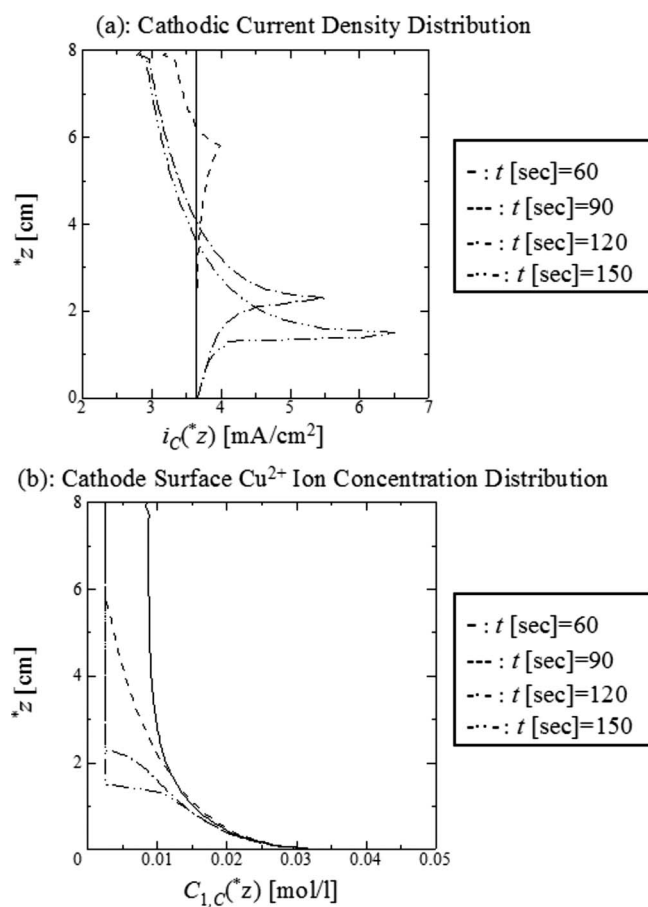 (a): Cathodic Current Density Distribution
8
6
4
2
0
*z [cm]
2 3 4 5 6 7
i_C(*z) [mA/cm²]
- : t [sec]=60
--- : t [sec]=90
-·- : t [sec]=120
-··- : t [sec]=150
(b): Cathode Surface Cu²⁺ Ion Concentration Distribution
8
6
4
2
0
*z [cm]
0 0.01 0.02 0.03 0.04 0.05
C_{1,C}(*z) [mol/l]
- : t [sec]=60
--- : t [sec]=90
-·- : t [sec]=120
-··- : t [sec]=150